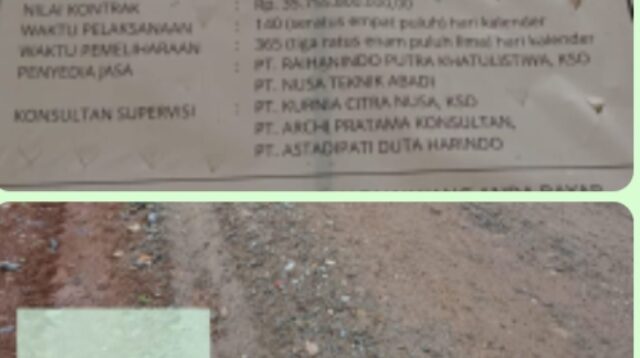 NILAI KONTRAK : Rp.
WAKTU PELAKSANAAN : 140 (seratus empat puluh) hari kalender
WAKTU PEMELIHARAAN : 365 (tiga ratus enam puluh lima) hari kalender
PENYEDIA JASA : PT. RAIHANINDO PUTRA KHATULISTIWA, KSO
PT. NUSA TEKNIK ABADI
KONSULTAN SUPERVISI : PT. KURNIA CITRA NUSA, KSO
PT. ARCHI PRATAMA KONSULTAN,
PT. ASTADIPATI DUTA HARINDO